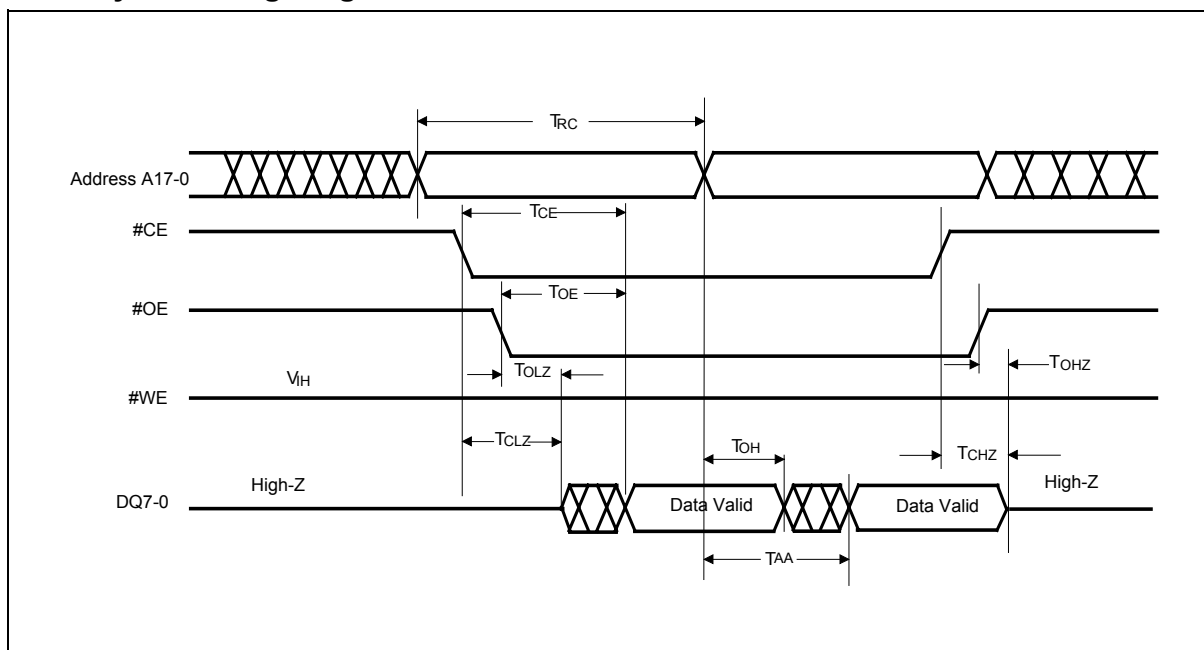 TRC
Address A17-0
TCE
#CE
TOE
#OE
TOLZ
TOHZ
VIH
#WE
TCLZ
TOH
TCHZ
High-Z
High-Z
DQ7-0
Data Valid
Data Valid
TAA